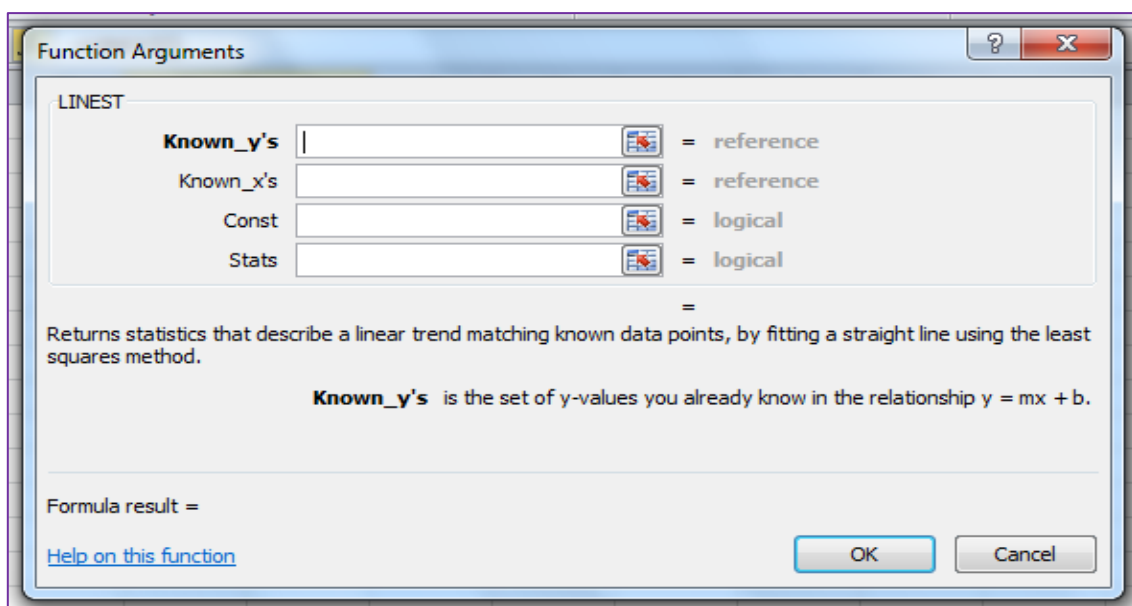 Function Arguments
LINEST
Known_y's = reference
Known_x's = reference
Const = logical
Stats = logical
=
Returns statistics that describe a linear trend matching known data points, by fitting a straight line using the least
squares method.
Known_y's is the set of y-values you already know in the relationship y = mx + b.
Formula result =
Help on this function
OK Cancel